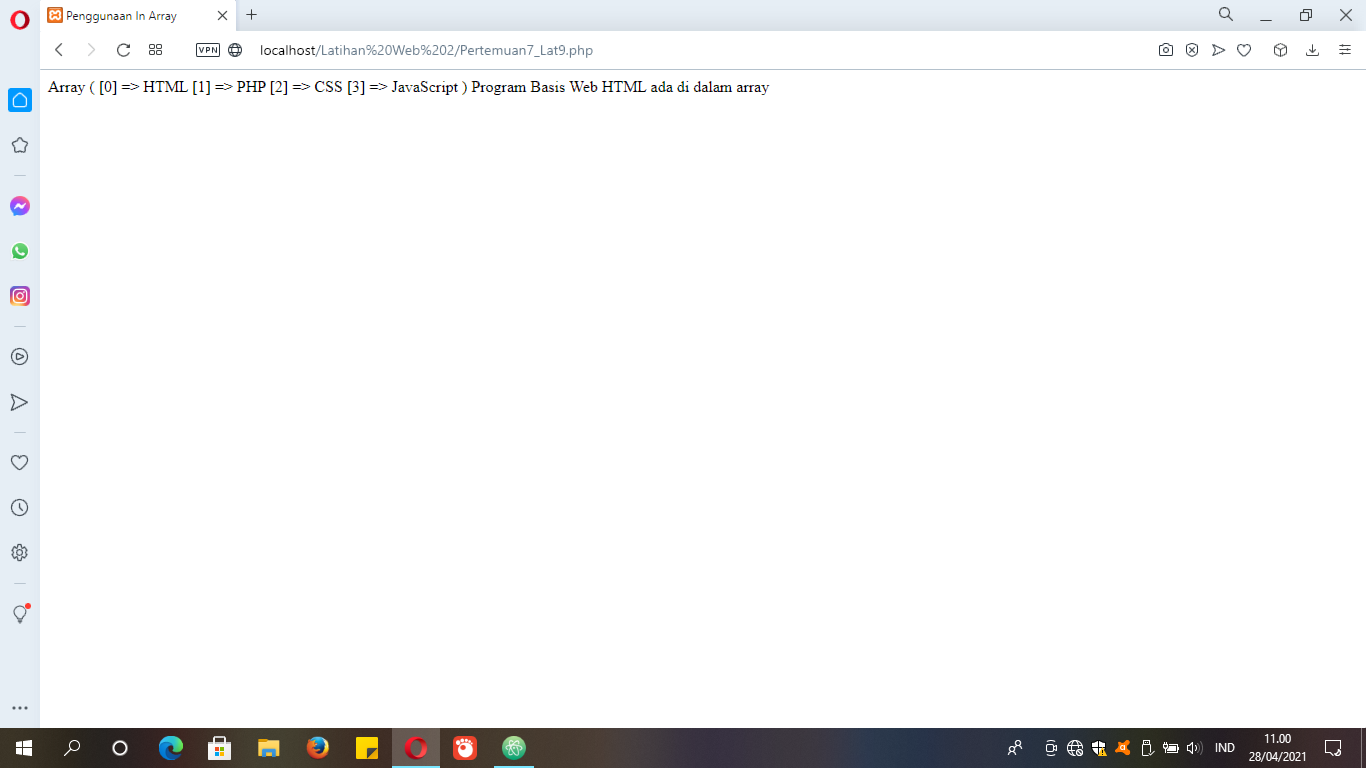 Penggunaan In Array
VPN
localhost/Latihan%20Web%202/Pertemuan7_Lat9.php
Array ( [0] => HTML [1] => PHP [2] => CSS [3] => JavaScript ) Program Basis Web HTML ada di dalam array
IND
11.00
28/04/2021